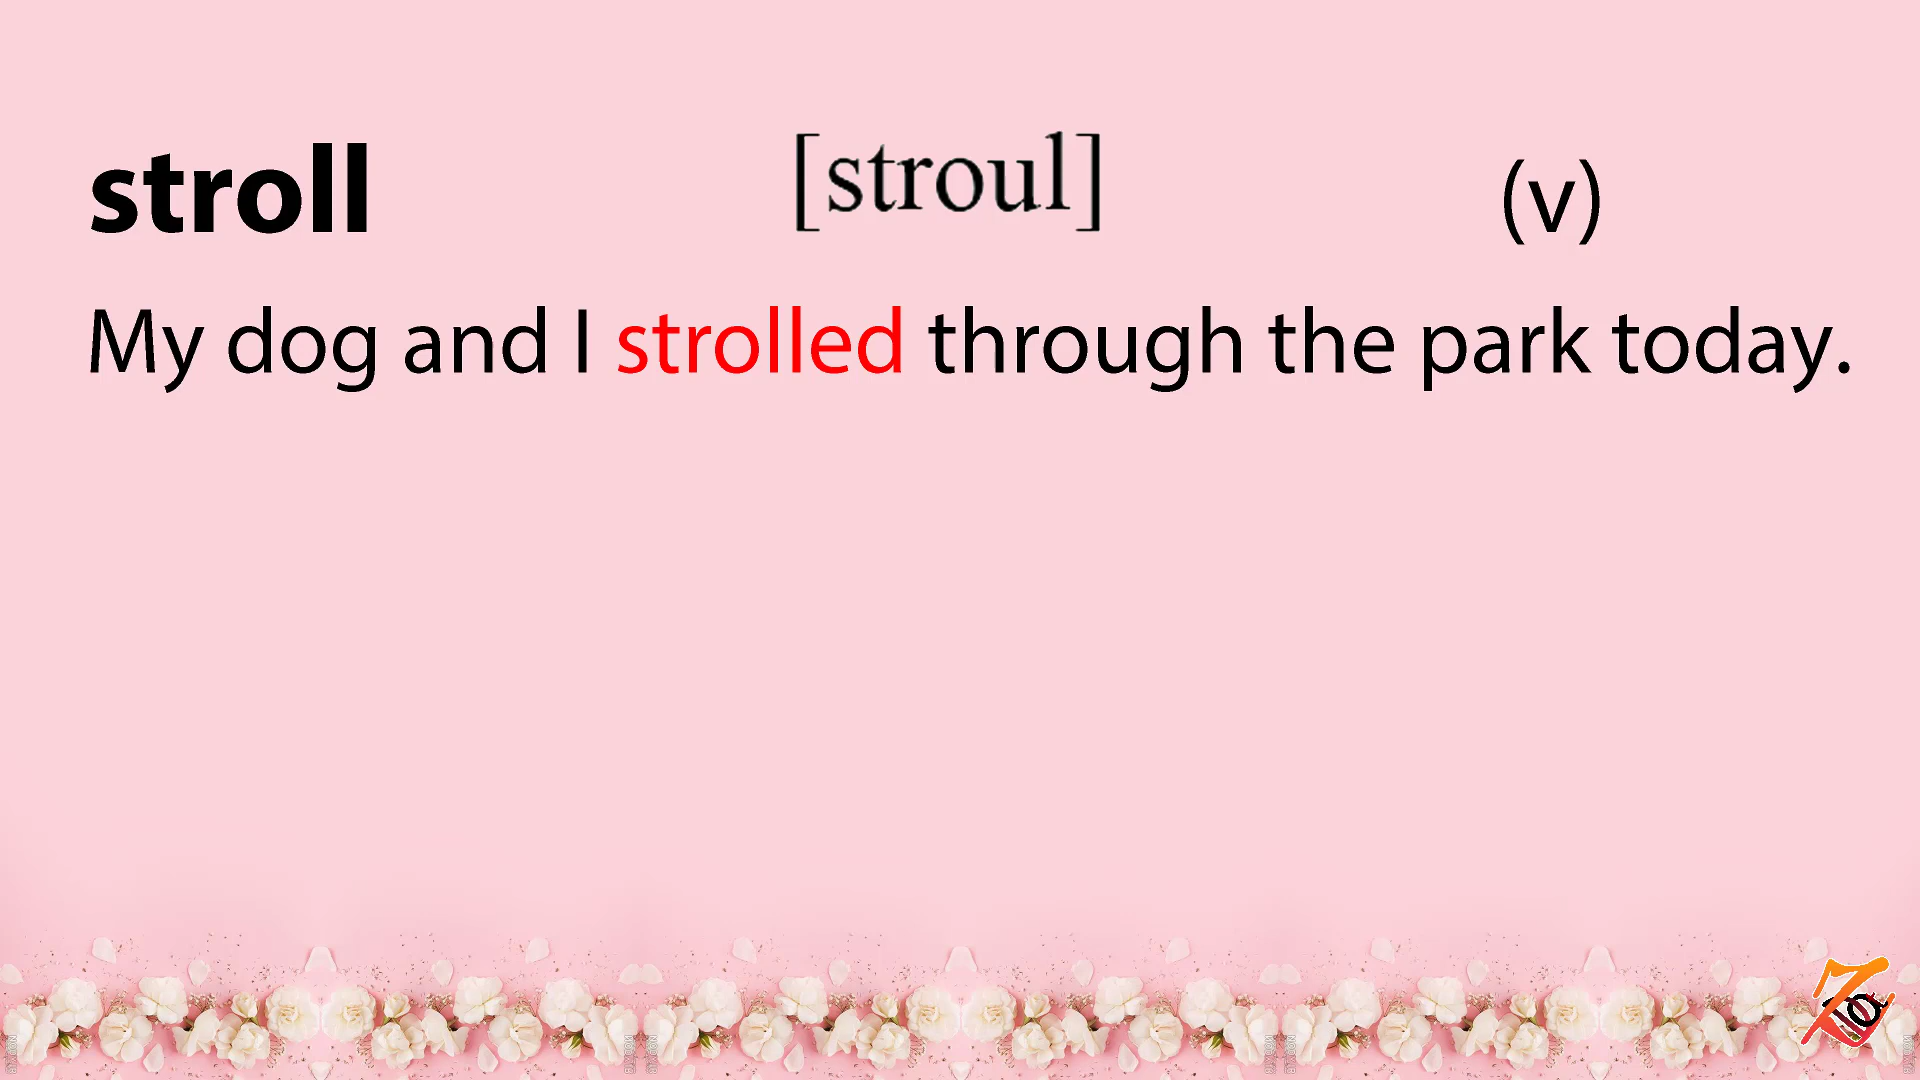 stroll [stroul] (v)
My dog and I strolled through the park today.